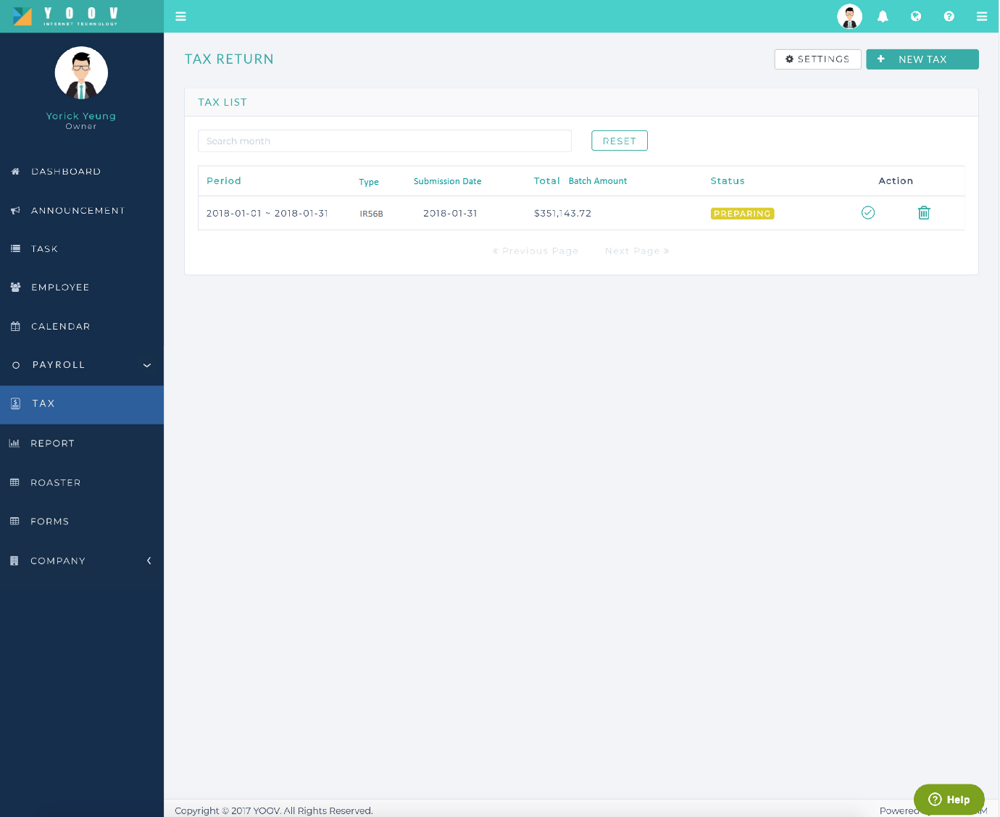 YOOV
INTERNET TECHNOLOGY
Yorick Yeung
Owner
DASHBOARD
ANNOUNCEMENT
TASK
EMPLOYEE
CALENDAR
PAYROLL
TAX
REPORT
ROASTER
FORMS
COMPANY
TAX RETURN
SETTINGS
+ NEW TAX
TAX LIST
Search month
RESET
Period Type Submission Date Total Batch Amount Status Action
2018-01-01 ~ 2018-01-31 IR56B 2018-01-31 $351,143.72 PREPARING
« Previous Page Next Page »
Help
Copyright © 2017 YOOV. All Rights Reserved. Powered